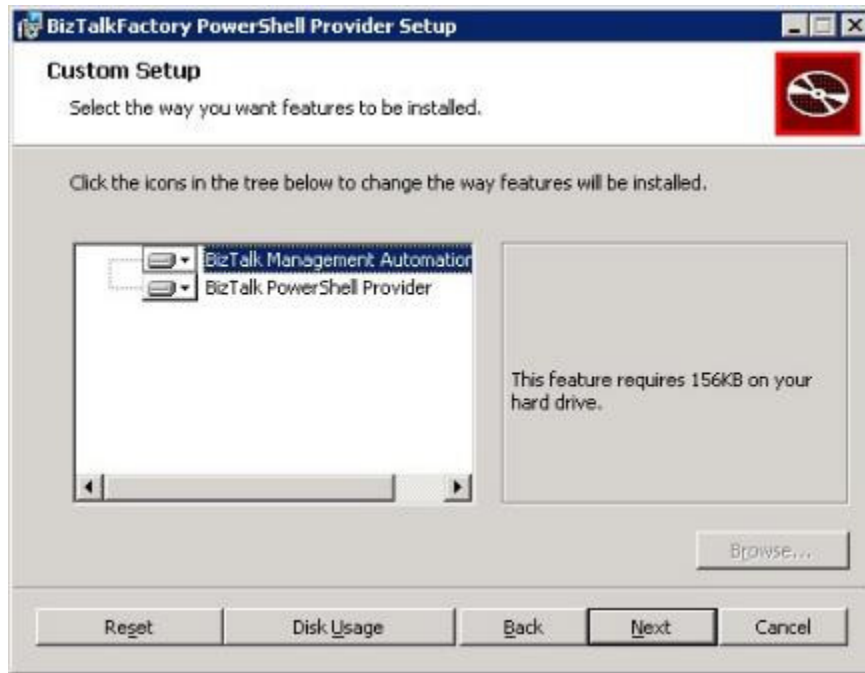 BizTalkFactory PowerShell Provider Setup
Custom Setup
Select the way you want features to be installed.
Click the icons in the tree below to change the way features will be installed.
BizTalk Management Automation
BizTalk PowerShell Provider
This feature requires 156KB on your
hard drive.
Browse...
Reset Disk Usage Back Next Cancel